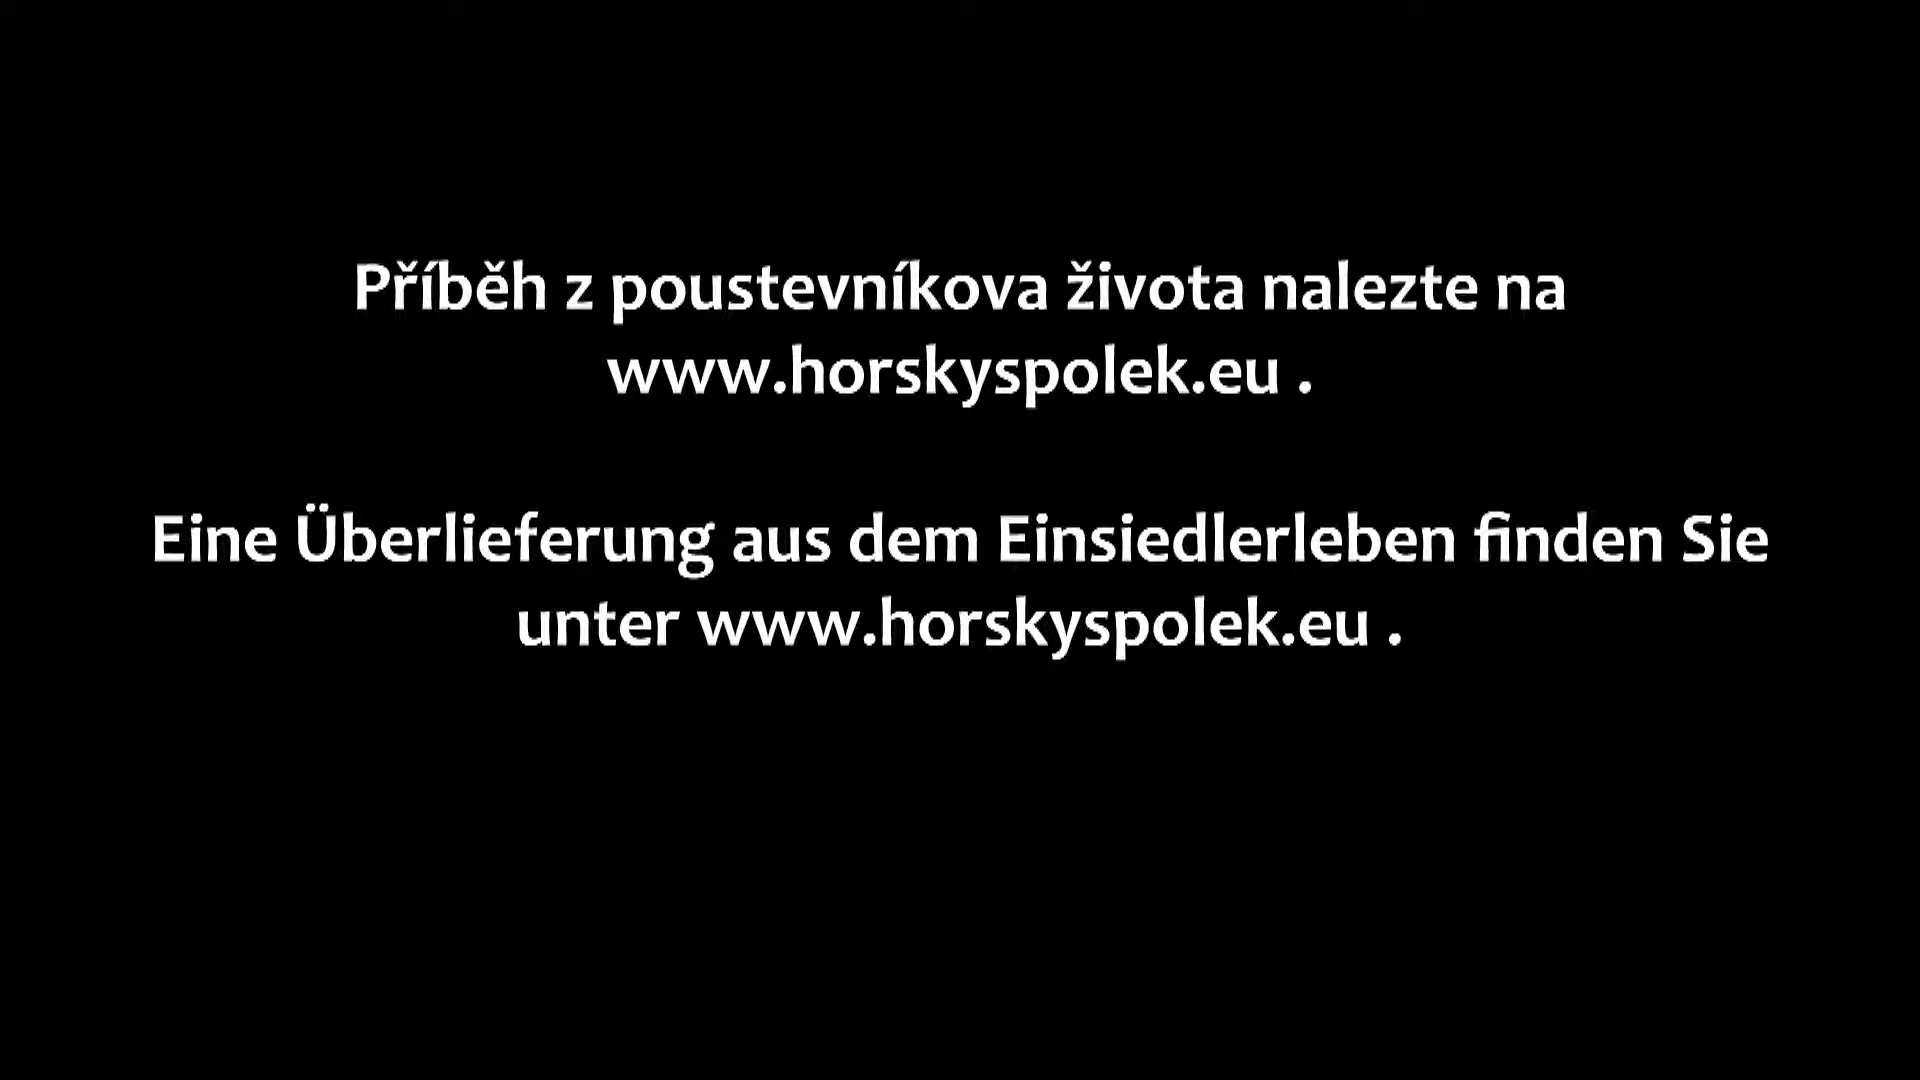 Příběh z poustevníkova života nalezte na
www.horskyspolek.eu .
Eine Überlieferung aus dem Einsiedlerleben finden Sie
unter www.horskyspolek.eu .